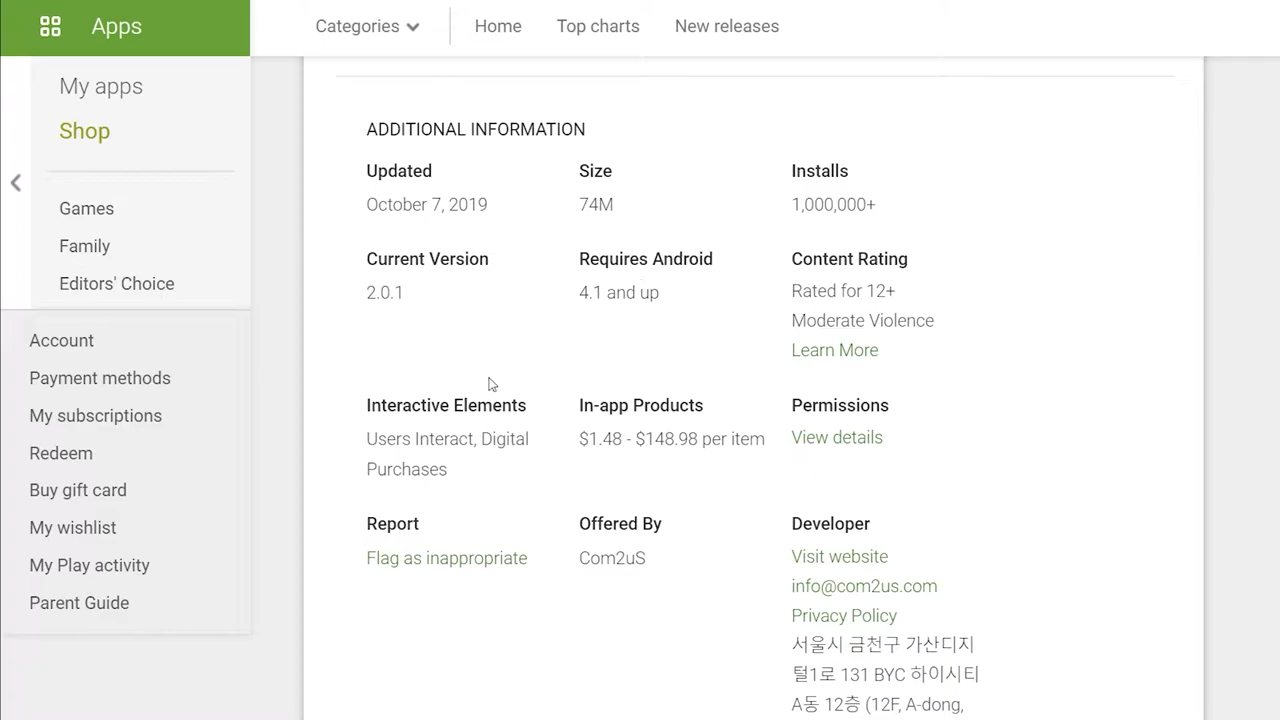 Apps
Categories
Home
Top charts
New releases
My apps
Shop
Games
Family
Editors' Choice
Account
Payment methods
My subscriptions
Redeem
Buy gift card
My wishlist
My Play activity
Parent Guide
ADDITIONAL INFORMATION
Updated
October 7, 2019
Size
74M
Installs
1,000,000+
Current Version
2.0.1
Requires Android
4.1 and up
Content Rating
Rated for 12+
Moderate Violence
Learn More
Interactive Elements
Users Interact, Digital
Purchases
In-app Products
$1.48 - $148.98 per item
Permissions
View details
Report
Flag as inappropriate
Offered By
Com2uS
Developer
Visit website
info@com2us.com
Privacy Policy
서울시 금천구 가산디지
털1로 131 BYC 하이시티
A동 12층 (12F, A-dong,